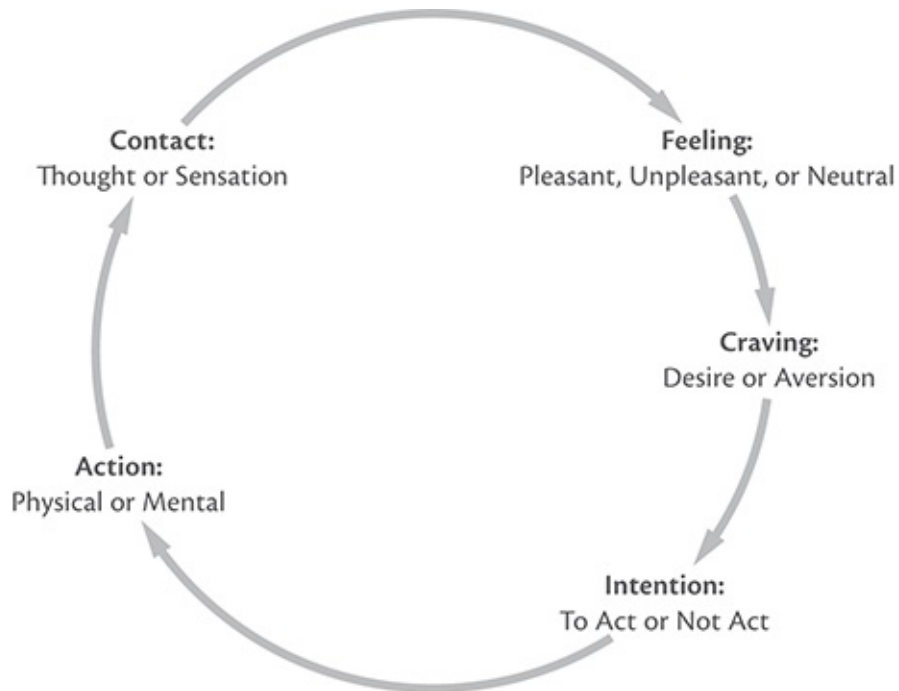 Contact:
Thought or Sensation
Feeling:
Pleasant, Unpleasant, or Neutral
Craving:
Desire or Aversion
Intention:
To Act or Not Act
Action:
Physical or Mental